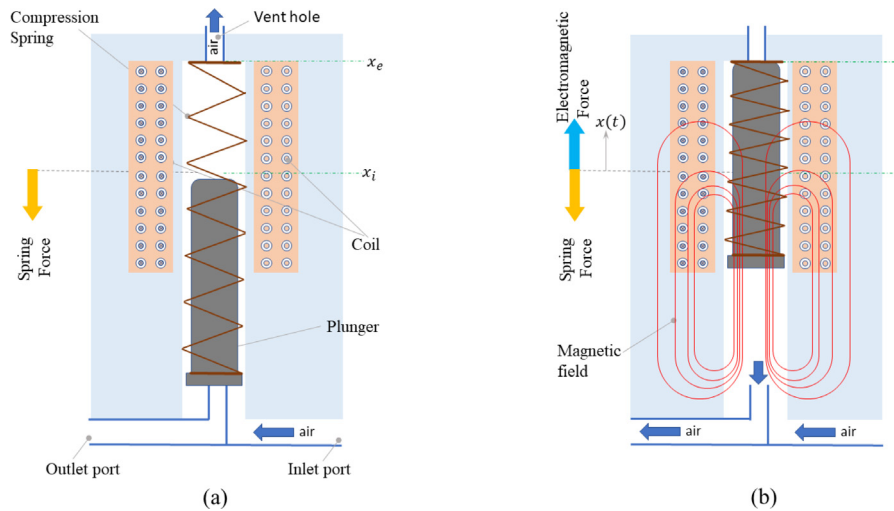 Compression
Spring
Vent hole
air
x_e
x_i
Spring
Force
Coil
Plunger
air
Outlet port
Inlet port
(a)
Electromagnetic
Force
x(t)
Spring
Force
Magnetic
field
air
air
(b)